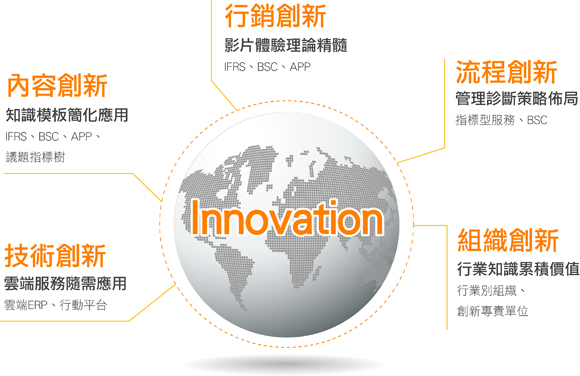 行銷創新
影片體驗理論精髓
IFRS、BSC、APP
內容創新
知識模板簡化應用
IFRS、BSC、APP、
議題指標樹
流程創新
管理診斷策略佈局
指標型服務、BSC
Innovation
技術創新
雲端服務隨需應用
雲端ERP、行動平台
組織創新
行業知識累積價值
行業別組織、
創新專責單位